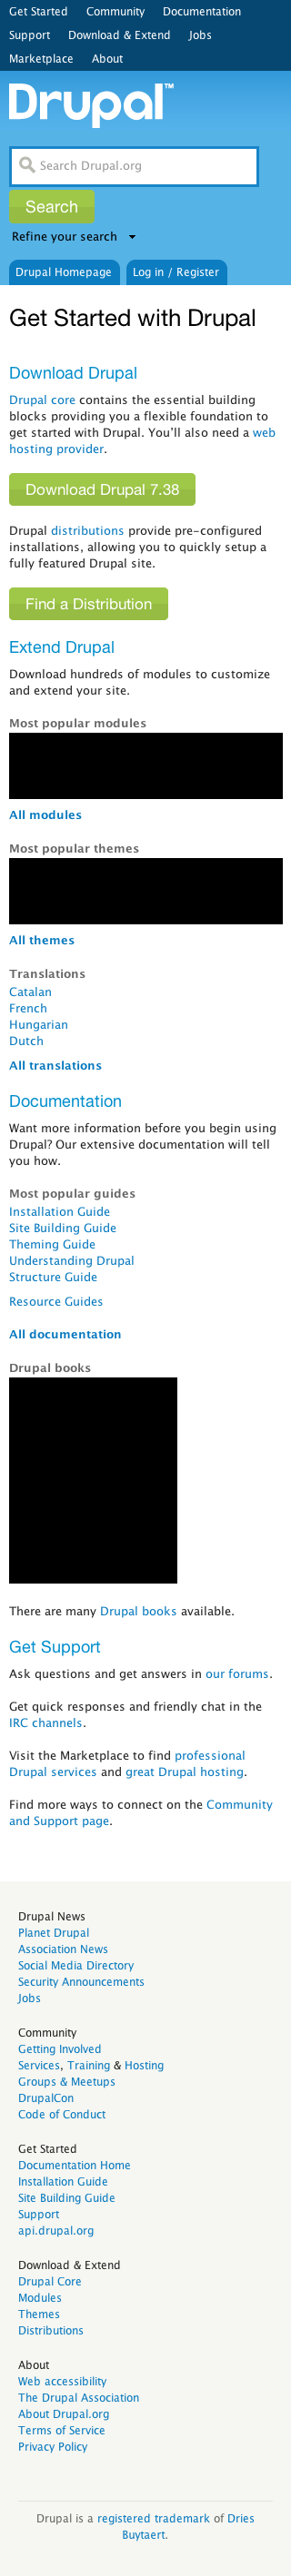 Get Started Community Documentation
Support Download & Extend Jobs
Marketplace About
Drupal™
Search Drupal.org
Search
Refine your search
Drupal Homepage Log in / Register
Get Started with Drupal
Download Drupal
Drupal core contains the essential building
blocks providing you a flexible foundation to
get started with Drupal. You'll also need a web
hosting provider.
Download Drupal 7.38
Drupal distributions provide pre-configured
installations, allowing you to quickly setup a
fully featured Drupal site.
Find a Distribution
Extend Drupal
Download hundreds of modules to customize
and extend your site.
Most popular modules
All modules
Most popular themes
All themes
Translations
Catalan
French
Hungarian
Dutch
All translations
Documentation
Want more information before you begin using
Drupal? Our extensive documentation will tell
you how.
Most popular guides
Installation Guide
Site Building Guide
Theming Guide
Understanding Drupal
Structure Guide
Resource Guides
All documentation
Drupal books
There are many Drupal books available.
Get Support
Ask questions and get answers in our forums.
Get quick responses and friendly chat in the
IRC channels.
Visit the Marketplace to find professional
Drupal services and great Drupal hosting.
Find more ways to connect on the Community
and Support page.
Drupal News
Planet Drupal
Association News
Social Media Directory
Security Announcements
Jobs
Community
Getting Involved
Services, Training & Hosting
Groups & Meetups
DrupalCon
Code of Conduct
Get Started
Documentation Home
Installation Guide
Site Building Guide
Support
api.drupal.org
Download & Extend
Drupal Core
Modules
Themes
Distributions
About
Web accessibility
The Drupal Association
About Drupal.org
Terms of Service
Privacy Policy
Drupal is a registered trademark of Dries
Buytaert.